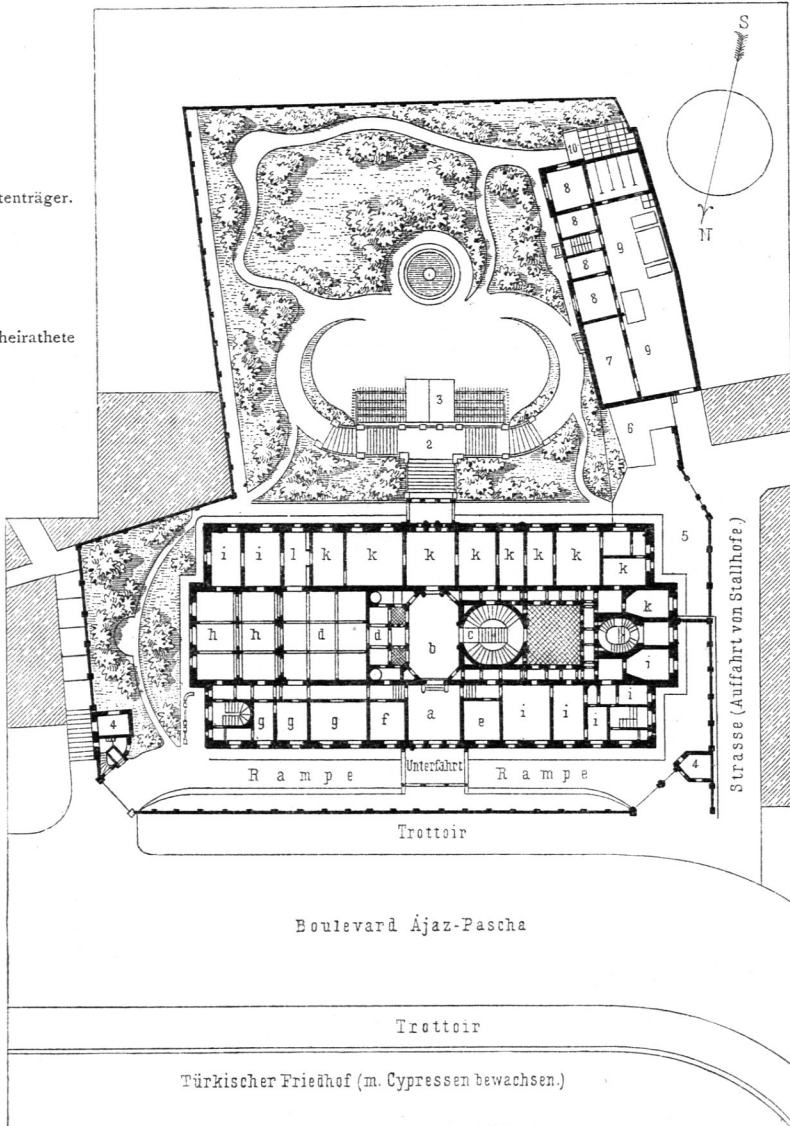 S
tenträger.
N
heirathete
10
8
8
9
8
8
7
9
3
6
2
5
i i l k k k k k k k k
h h d d b c k
i
4
g g g f a e i i i i
4
Unterfahrt
Rampe Rampe
Strasse (Auffahrt von Stallhofe.)
Trottoir
Boulevard Ajaz-Pascha
Trottoir
Türkischer Friedhof (m. Cypressen bewachsen.)